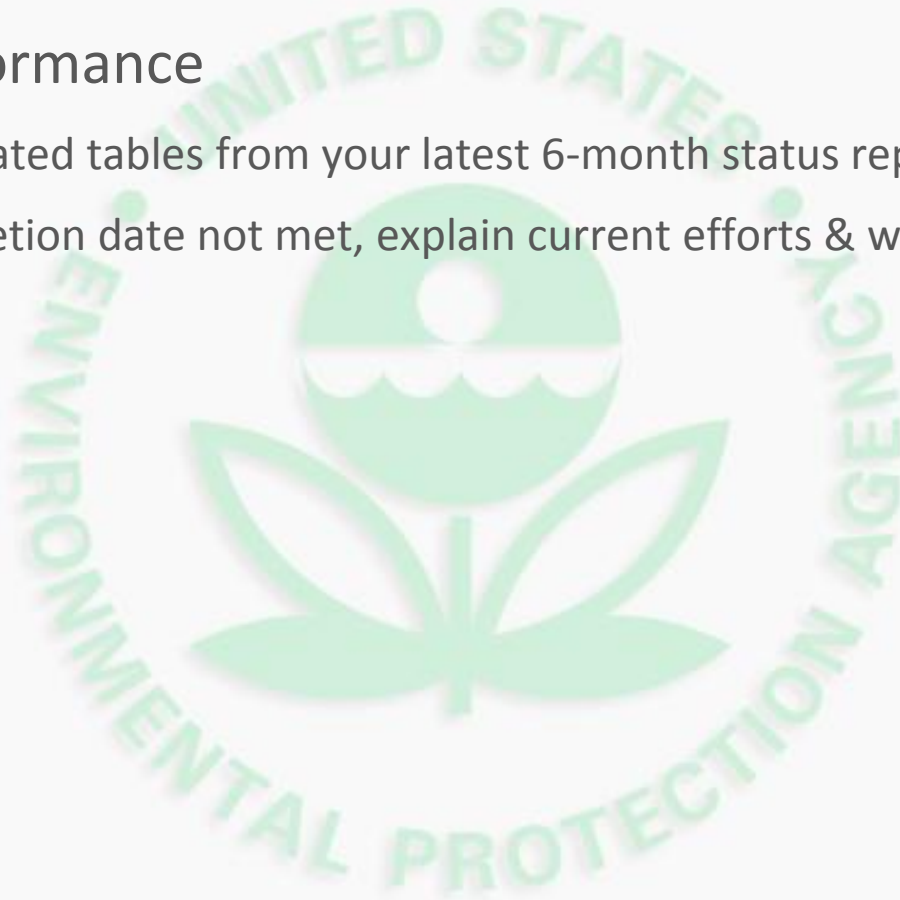 ormance
ated tables from your latest 6-month status rep
etion date not met, explain current efforts & w
UNITED STATES
ENVIRONMENTAL PROTECTION AGENCY